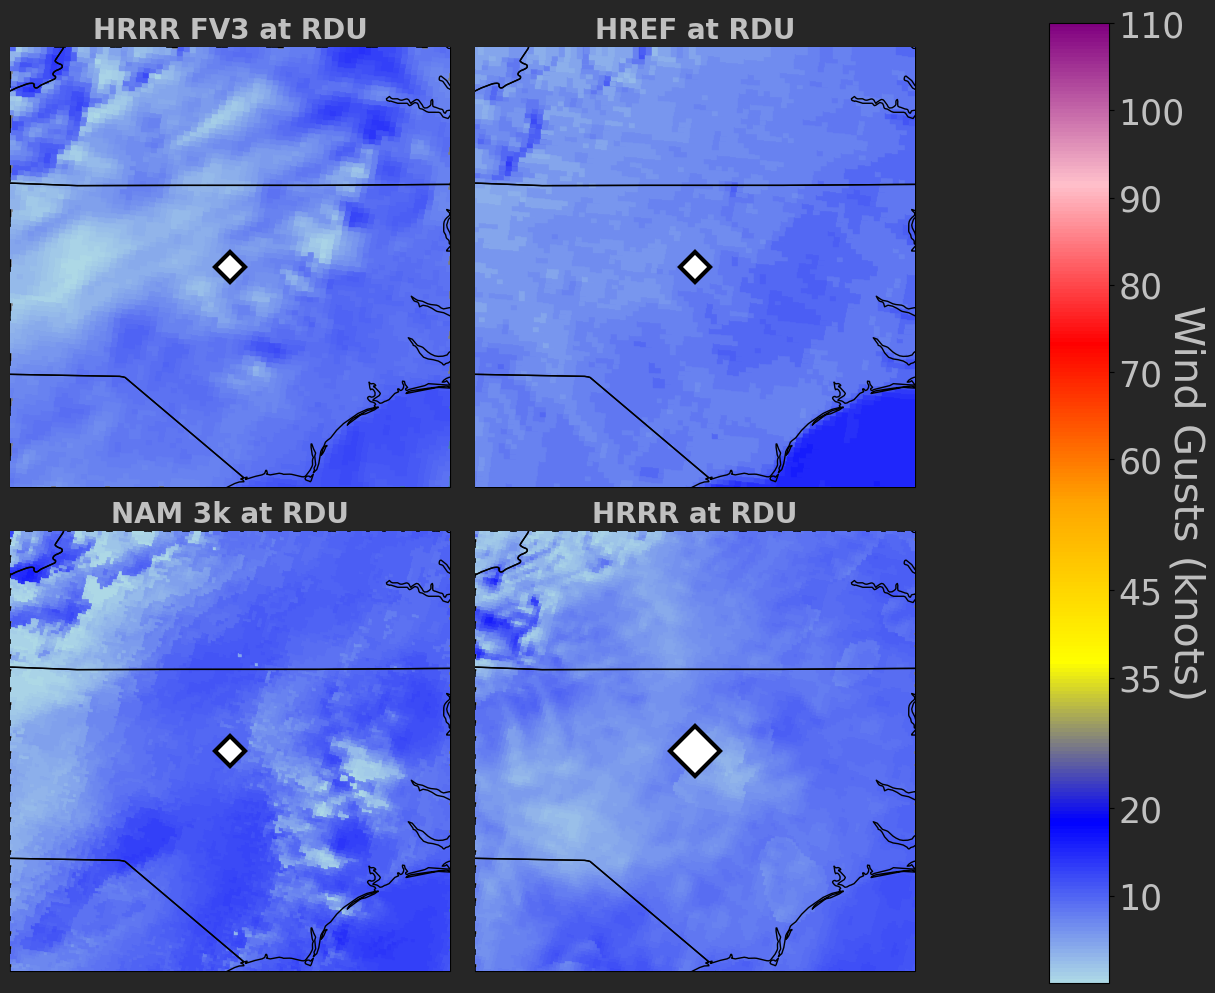 HRRR FV3 at RDU
HREF at RDU
NAM 3k at RDU
HRRR at RDU
110
100
90
80
70
60
45
35
20
10
Wind Gusts (knots)